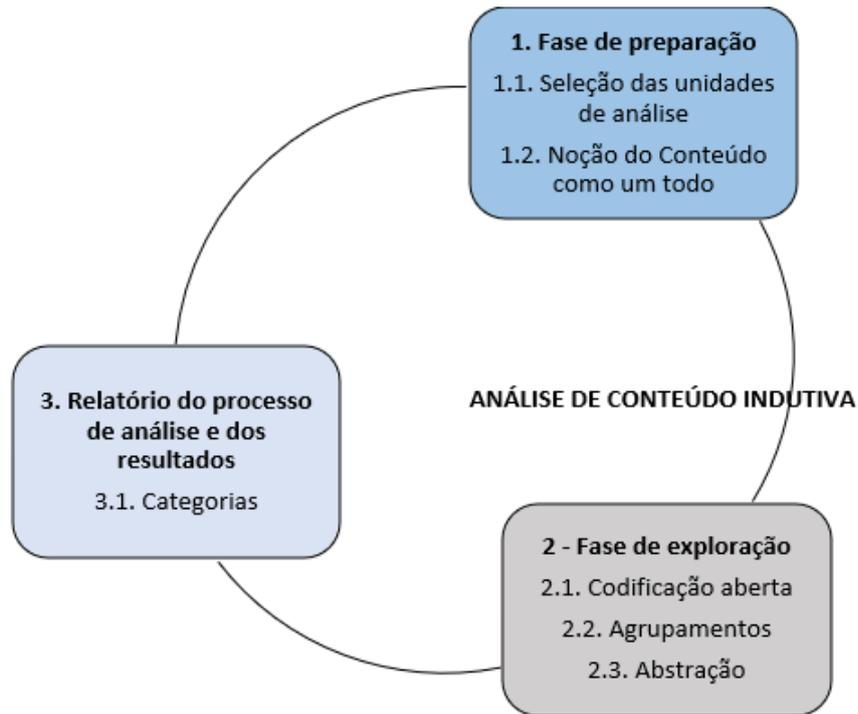 1. Fase de preparação
1.1. Seleção das unidades
de análise
1.2. Noção do Conteúdo
como um todo
ANÁLISE DE CONTEÚDO INDUTIVA
2 - Fase de exploração
2.1. Codificação aberta
2.2. Agrupamentos
2.3. Abstração
3. Relatório do processo
de análise e dos
resultados
3.1. Categorias